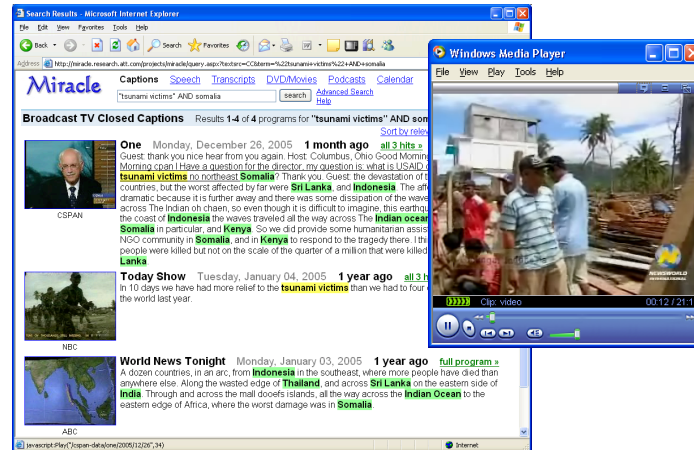 Search Results - Microsoft Internet Explorer
File Edit View Favorites Tools Help
Back Search Favorites
Address http://miracle.research.att.com/projects/miracle/query.aspx?textsrc=CC&term=%22tsunami+victims%22+AND+somalia
Miracle Captions Speech Transcripts DVD/Movies Podcasts Calendar
"tsunami victims" AND somalia search Advanced Search
Help
Broadcast TV Closed Captions Results 1-4 of 4 programs for "tsunami victims" AND som
Sort by relev
One Monday, December 26, 2005 1 month ago all 3 hits »
Guest: thank you nice hear from you again. Host: Columbus, Ohio Good Morning
Morning cpan I Have a question for the director, my question is: what is USAID
tsunami victims no northeast Somalia? Thank you. Guest: the devastation of t
countries, but the worst affected by far were Sri Lanka, and Indonesia. The aff
dramatic because it is further away and there was some dissipation of the wave
across The Indian oh chaen, so even though it is difficult to imagine, this earthqu
the coast of Indonesia the waves traveled all the way across The Indian ocean
Somalia in particular, and Kenya. So we did provide some humanitarian assis
NGO community in Somalia, and in Kenya to respond to the tragedy there. I thi
people were killed but not on the scale of the quarter of a million that were killed
Lanka
CSPAN
Today Show Tuesday, January 04, 2005 1 year ago all 3 h
In 10 days we have had more relief to the tsunami victims than we had to four
the world last year.
NBC
World News Tonight Monday, January 03, 2005 1 year ago full program »
A dozen countries, in an arc, from Indonesia in the southeast, where more people have died than
anywhere else. Along the wasted edge of Thailand, and across Sri Lanka on the eastern side of
India. Through and across the mall dooefs islands, all the way across the Indian Ocean to the
eastern edge of Africa, where the worst damage was in Somalia.
ABC
javascript:Play("/cspan-data/one/2005/12/26",34) Internet
Windows Media Player
File View Play Tools Help
NEWSWORLD
Clip: video 00:12 / 21:1